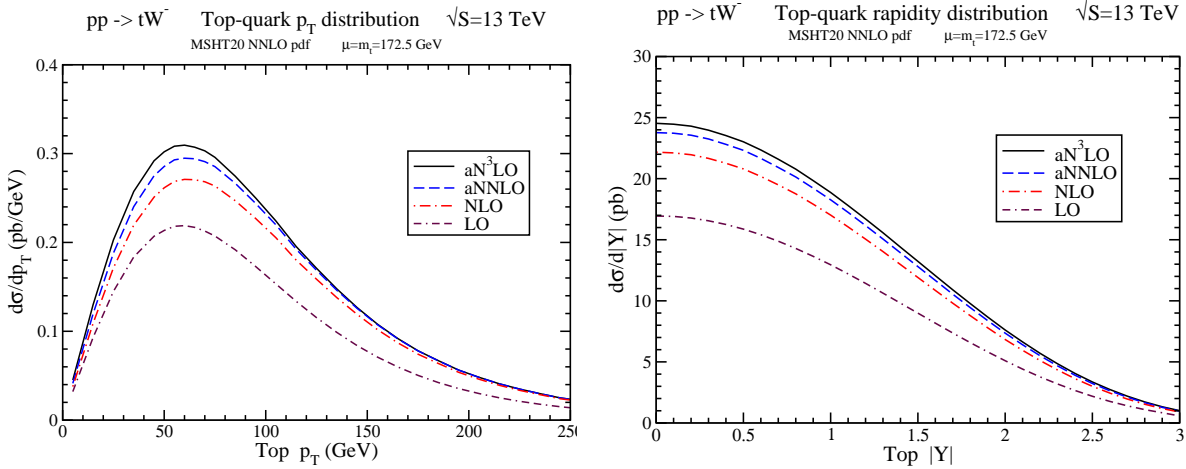 pp -> tW⁻ Top-quark p_T distribution √S=13 TeV
MSHT20 NNLO pdf μ=m_t=172.5 GeV
0.4
0.3
0.2
0.1
0
dσ/dp_T (pb/GeV)
aN³LO
aNNLO
NLO
LO
0 50 100 150 200 250
Top p_T (GeV)
pp -> tW⁻ Top-quark rapidity distribution √S=13 TeV
MSHT20 NNLO pdf μ=m_t=172.5 GeV
30
25
20
15
10
5
0
dσ/d|Y| (pb)
aN³LO
aNNLO
NLO
LO
0 0.5 1 1.5 2 2.5 3
Top |Y|